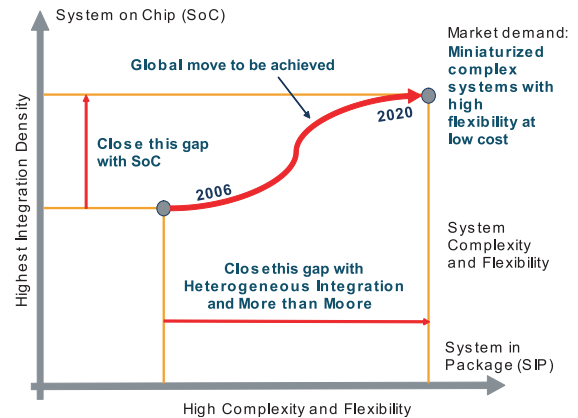 System on Chip (SoC)
Market demand:
Miniaturized
complex
systems with
high
flexibility at
low cost
Global move to be achieved
2020
Close this gap
with SoC
2006
Highest Integration Density
System
Complexity
and Flexibility
Closethis gap with
Heterogeneous Integration
and More than Moore
System in
Package (SIP)
High Complexity and Flexibility